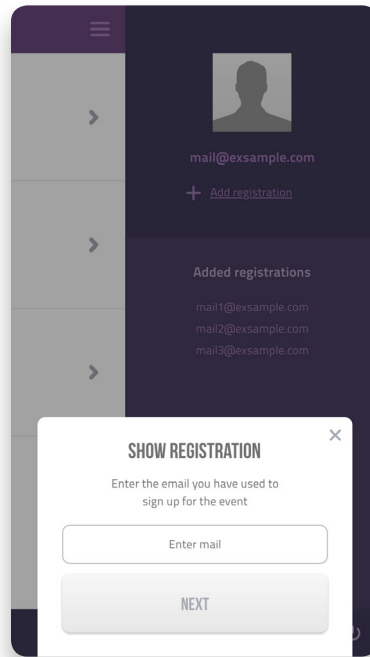 mail@exsample.com
Add registration
Added registrations
mail1@exsample.com
mail2@exsample.com
mail3@exsample.com
SHOW REGISTRATION
Enter the email you have used to
sign up for the event
Enter mail
NEXT